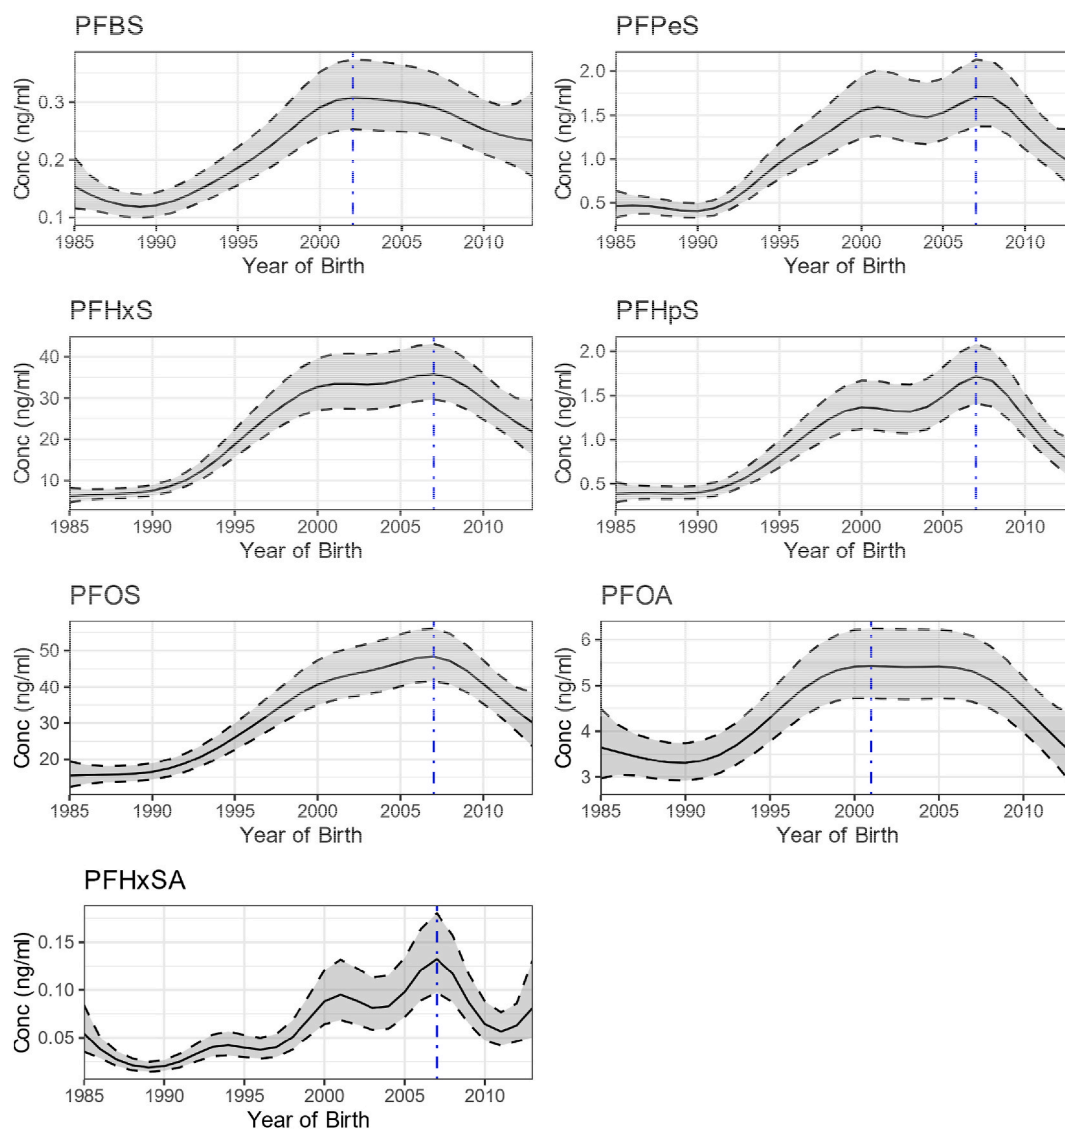 PFBS
Conc (ng/ml)
0.3
0.2
0.1
1985 1990 1995 2000 2005 2010
Year of Birth
PFPeS
Conc (ng/ml)
2.0
1.5
1.0
0.5
1985 1990 1995 2000 2005 2010
Year of Birth
PFHxS
Conc (ng/ml)
40
30
20
10
1985 1990 1995 2000 2005 2010
Year of Birth
PFHpS
Conc (ng/ml)
2.0
1.5
1.0
0.5
1985 1990 1995 2000 2005 2010
Year of Birth
PFOS
Conc (ng/ml)
50
40
30
20
1985 1990 1995 2000 2005 2010
Year of Birth
PFOA
Conc (ng/ml)
6
5
4
3
1985 1990 1995 2000 2005 2010
Year of Birth
PFHxSA
Conc (ng/ml)
0.15
0.10
0.05
1985 1990 1995 2000 2005 2010
Year of Birth